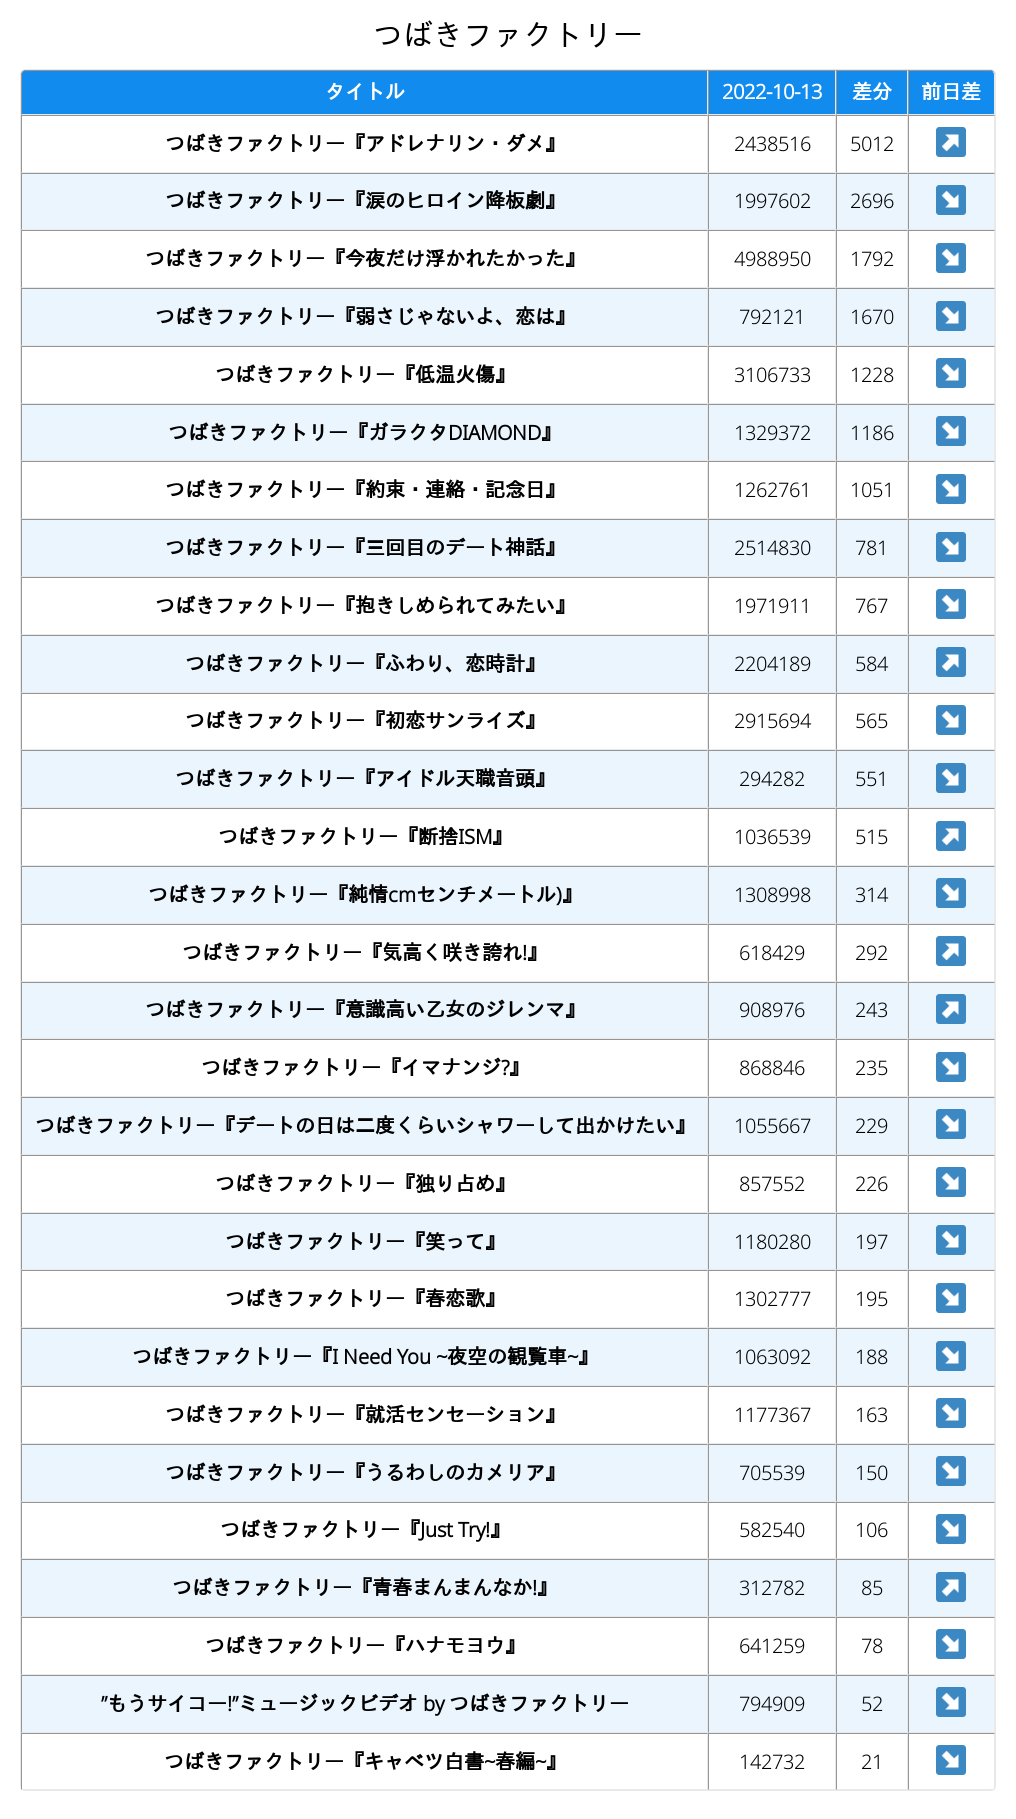 つばきファクトリー
タイトル 2022-10-13 差分 前日差
つばきファクトリー『アドレナリン・ダメ』 2438516 5012 ↗
つばきファクトリー『涙のヒロイン降板劇』 1997602 2696 ↘
つばきファクトリー『今夜だけ浮かれたかった』 4988950 1792 ↘
つばきファクトリー『弱さじゃないよ、恋は』 792121 1670 ↘
つばきファクトリー『低温火傷』 3106733 1228 ↘
つばきファクトリー『ガラクタDIAMOND』 1329372 1186 ↘
つばきファクトリー『約束・連絡・記念日』 1262761 1051 ↘
つばきファクトリー『三回目のデート神話』 2514830 781 ↘
つばきファクトリー『抱きしめられてみたい』 1971911 767 ↘
つばきファクトリー『ふわり、恋時計』 2204189 584 ↗
つばきファクトリー『初恋サンライズ』 2915694 565 ↘
つばきファクトリー『アイドル天職音頭』 294282 551 ↘
つばきファクトリー『断捨ISM』 1036539 515 ↗
つばきファクトリー『純情cmセンチメートル)』 1308998 314 ↘
つばきファクトリー『気高く咲き誇れ!』 618429 292 ↗
つばきファクトリー『意識高い乙女のジレンマ』 908976 243 ↗
つばきファクトリー『イマナンジ?』 868846 235 ↘
つばきファクトリー『デートの日は二度くらいシャワーして出かけたい』 1055667 229 ↘
つばきファクトリー『独り占め』 857552 226 ↘
つばきファクトリー『笑って』 1180280 197 ↘
つばきファクトリー『春恋歌』 1302777 195 ↘
つばきファクトリー『I Need You ~夜空の観覧車~』 1063092 188 ↘
つばきファクトリー『就活センセーション』 1177367 163 ↘
つばきファクトリー『うるわしのカメリア』 705539 150 ↘
つばきファクトリー『Just Try!』 582540 106 ↘
つばきファクトリー『青春まんまんなか!』 312782 85 ↗
つばきファクトリー『ハナモヨウ』 641259 78 ↘
”もうサイコー!”ミュージックビデオ by つばきファクトリー 794909 52 ↘
つばきファクトリー『キャベツ白書~春編~』 142732 21 ↘